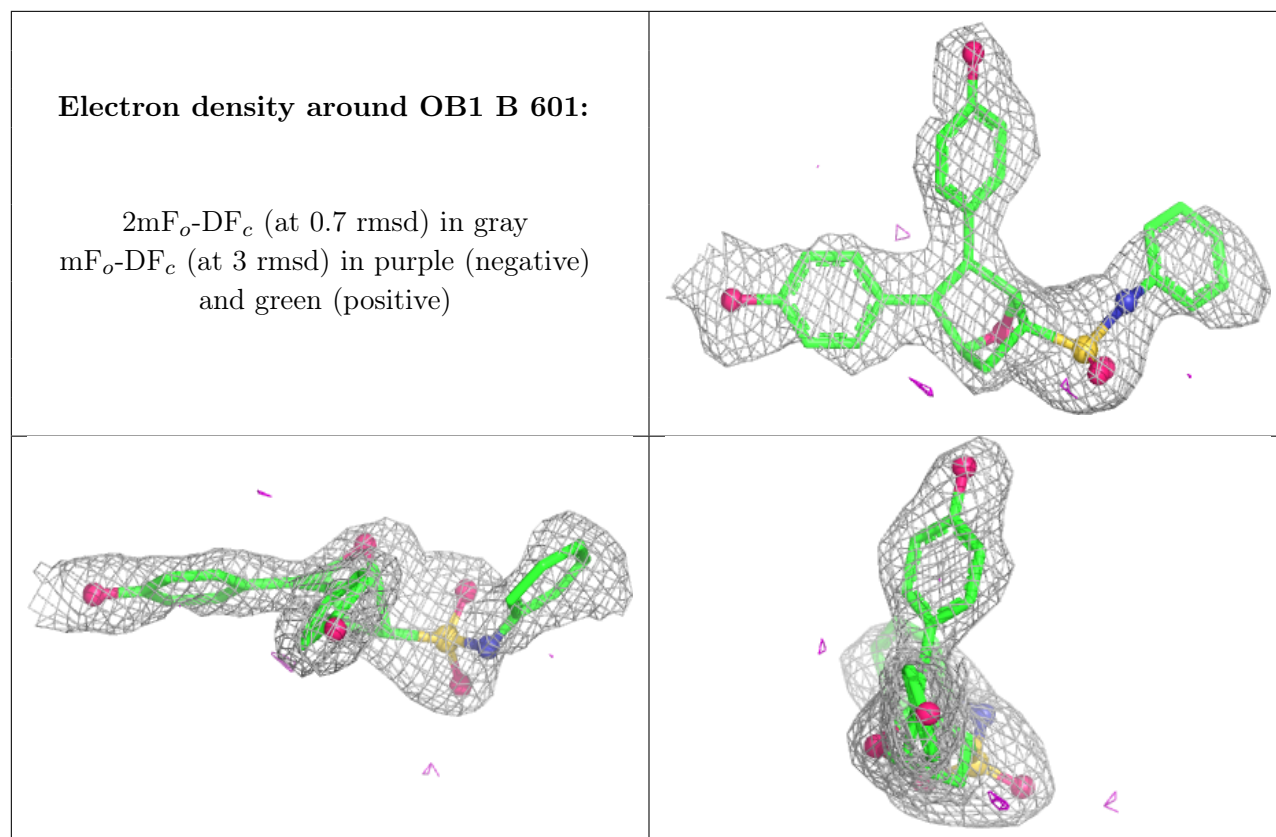 Electron density around OB1 B 601:
2mFₒ-DF𝒸 (at 0.7 rmsd) in gray
mFₒ-DF𝒸 (at 3 rmsd) in purple (negative)
and green (positive)